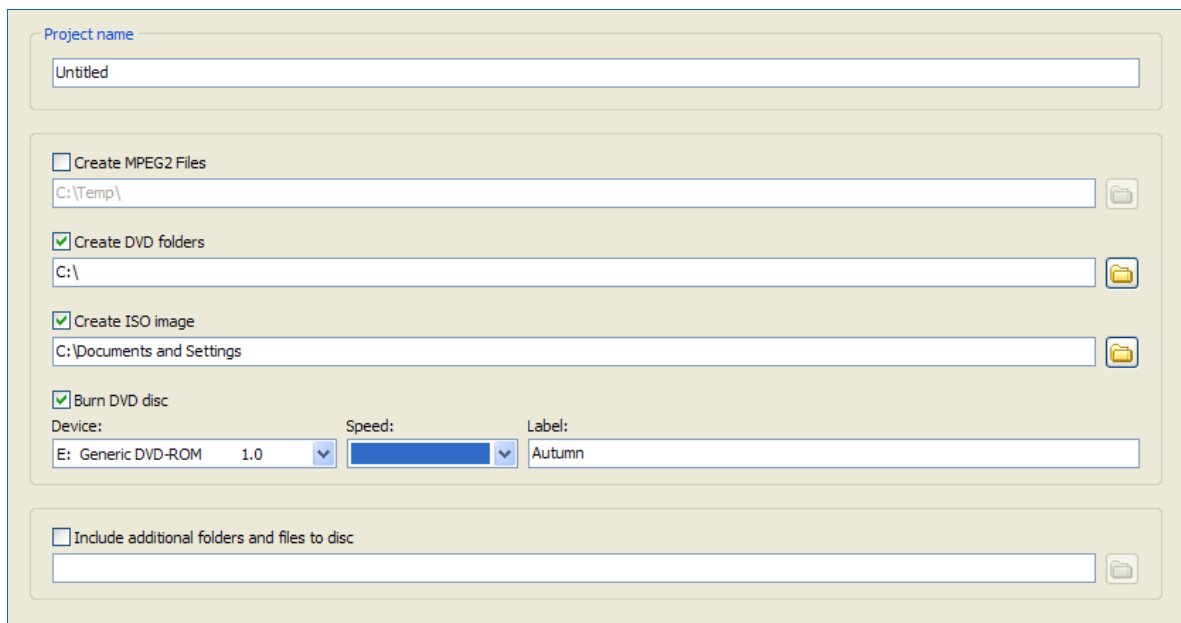 Project name
Untitled
Create MPEG2 Files
C:\Temp\
Create DVD folders
C:\
Create ISO image
C:\Documents and Settings
Burn DVD disc
Device: Speed: Label:
E: Generic DVD-ROM 1.0 Autumn
Include additional folders and files to disc